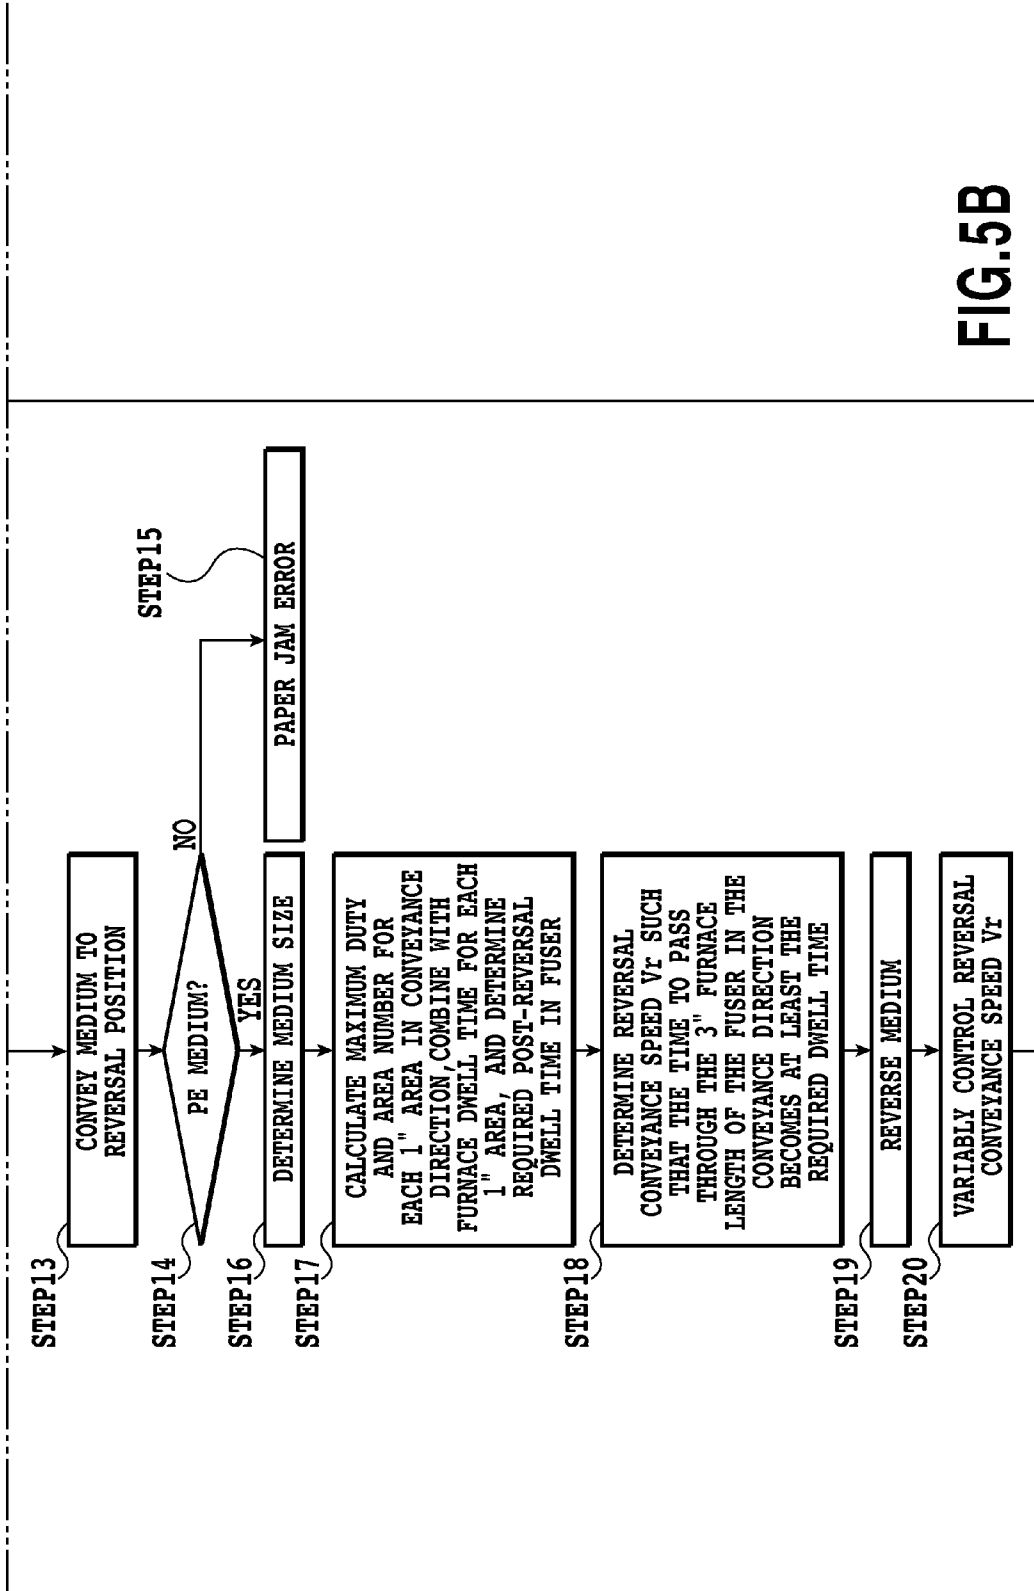 STEP13
CONVEY MEDIUM TO
REVERSAL POSITION
STEP14
PE MEDIUM?
NO
YES
STEP15
PAPER JAM ERROR
STEP16
DETERMINE MEDIUM SIZE
STEP17
CALCULATE MAXIMUM DUTY
AND AREA NUMBER FOR
EACH 1" AREA IN CONVEYANCE
DIRECTION,COMBINE WITH
FURNACE DWELL TIME FOR EACH
1" AREA, AND DETERMINE
REQUIRED POST-REVERSAL
DWELL TIME IN FUSER
STEP18
DETERMINE REVERSAL
CONVEYANCE SPEED Vr SUCH
THAT THE TIME TO PASS
THROUGH THE 3" FURNACE
LENGTH OF THE FUSER IN THE
CONVEYANCE DIRECTION
BECOMES AT LEAST THE
REQUIRED DWELL TIME
STEP19
REVERSE MEDIUM
STEP20
VARIABLY CONTROL REVERSAL
CONVEYANCE SPEED Vr
FIG.5B